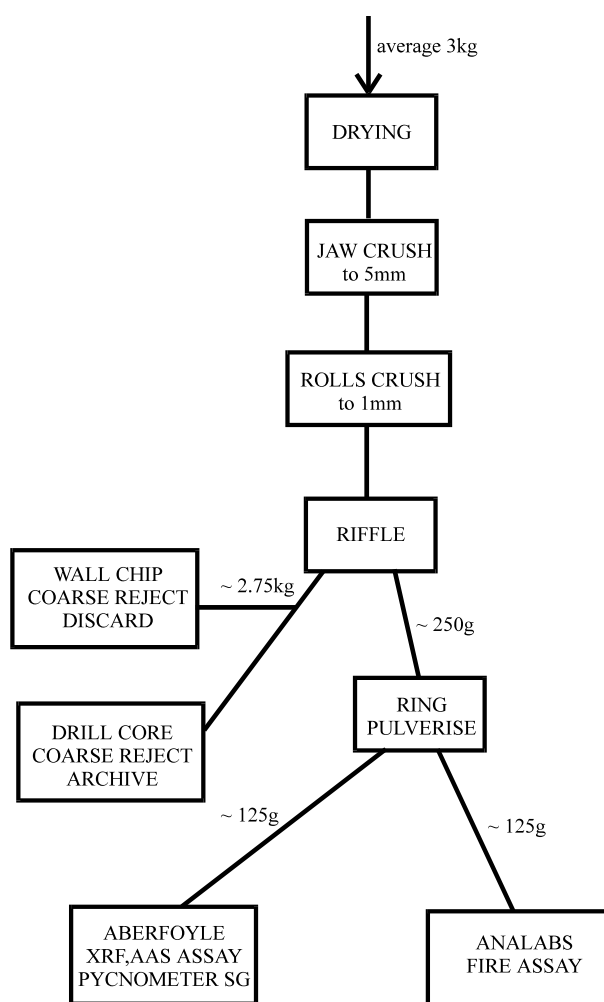 average 3kg
DRYING
JAW CRUSH
to 5mm
ROLLS CRUSH
to 1mm
RIFFLE
WALL CHIP
COARSE REJECT
DISCARD
~ 2.75kg
~ 250g
DRILL CORE
COARSE REJECT
ARCHIVE
RING
PULVERISE
~ 125g
~ 125g
ABERFOYLE
XRF,AAS ASSAY
PYCNOMETER SG
ANALABS
FIRE ASSAY